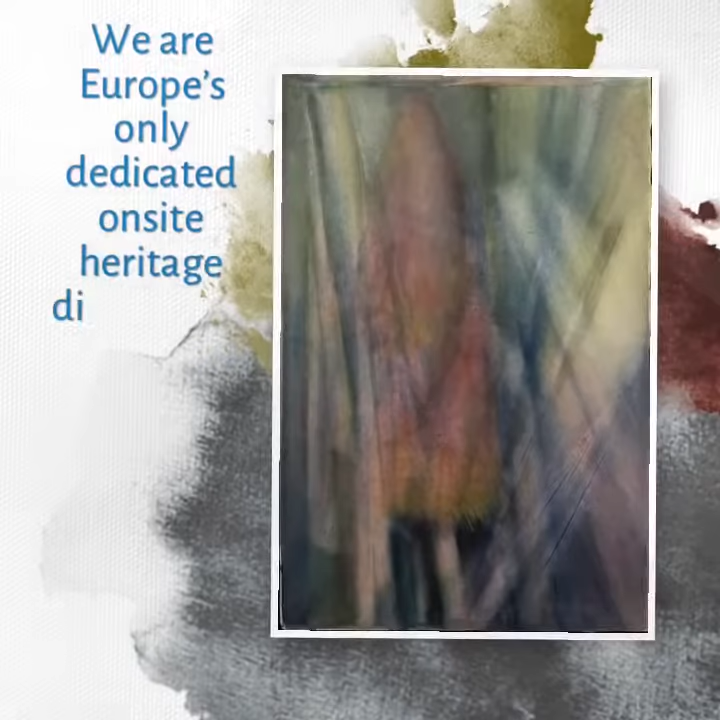 We are
Europe's
only
dedicated
onsite
heritage
di